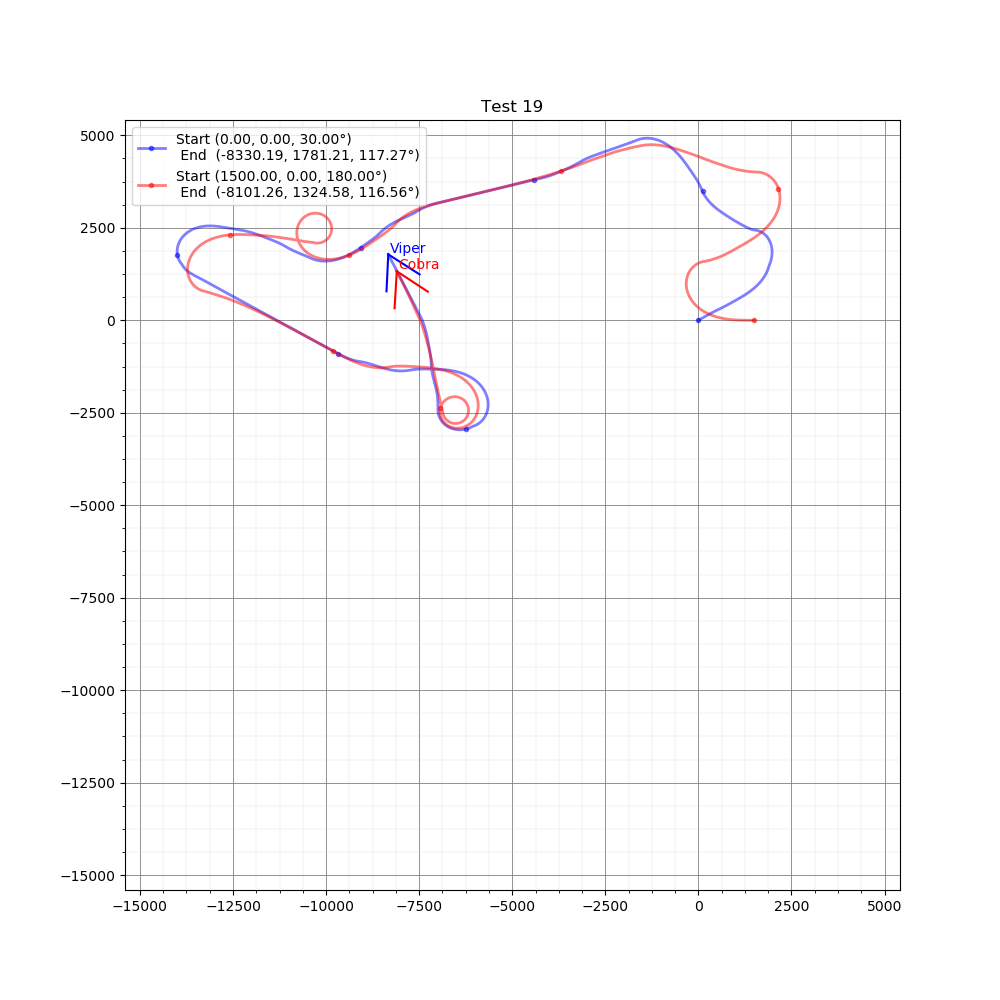 Test 19
Start (0.00, 0.00, 30.00°)
End  (-8330.19, 1781.21, 117.27°)
Start (1500.00, 0.00, 180.00°)
End  (-8101.26, 1324.58, 116.56°)
Viper
Cobra
5000
2500
0
−2500
−5000
−7500
−10000
−12500
−15000
−15000 −12500 −10000 −7500 −5000 −2500 0 2500 5000